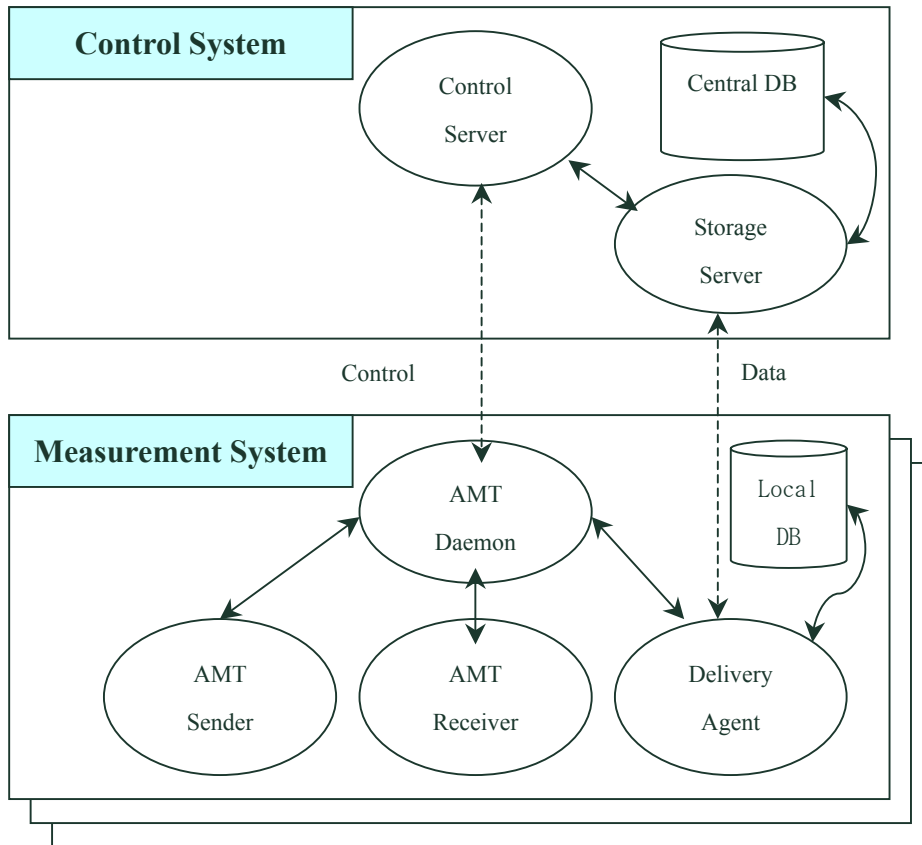 Control System
Control
Server
Central DB
Storage
Server
Control
Data
Measurement System
AMT
Daemon
Local
DB
AMT
Sender
AMT
Receiver
Delivery
Agent